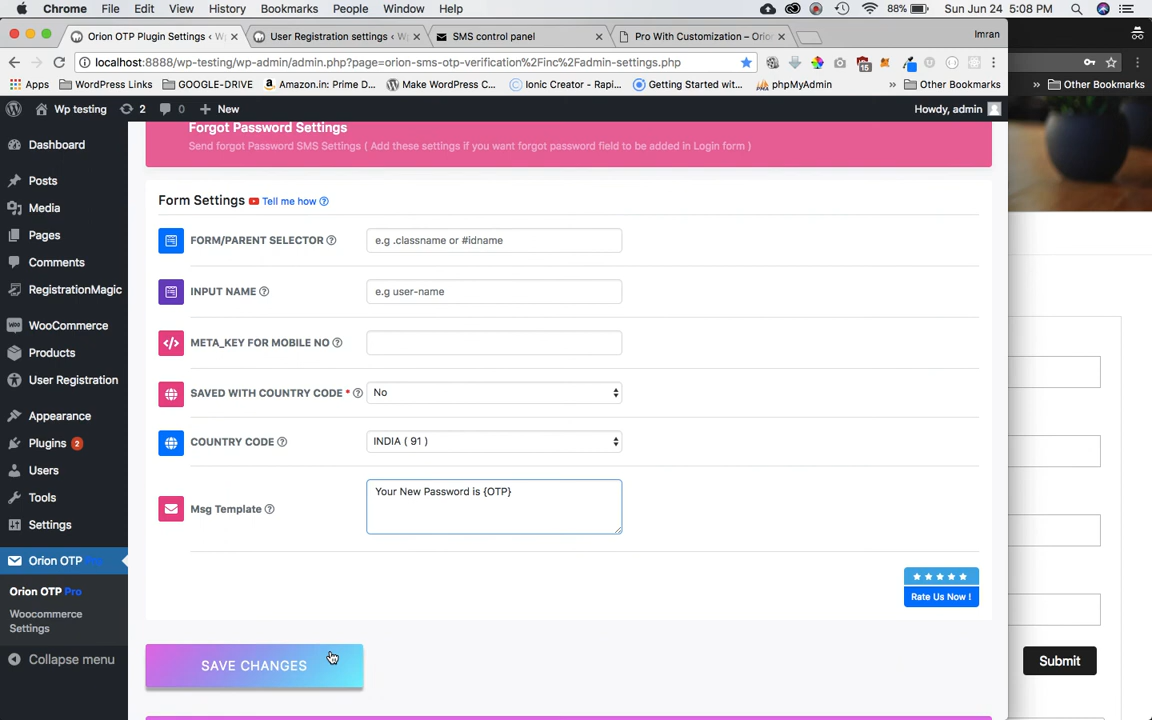 Chrome File Edit View History Bookmarks People Window Help 88% Sun Jun 24 5:08 PM
Orion OTP Plugin Settings ‹ Wp User Registration settings ‹ Wp SMS control panel Pro With Customization – Orion Imran
localhost:8888/wp-testing/wp-admin/admin.php?page=orion-sms-otp-verification%2Finc%2Fadmin-settings.php 15
Apps WordPress Links GOOGLE-DRIVE Amazon.in: Prime D... Make WordPress C... Ionic Creator - Rapi... Getting Started wit... phpMyAdmin » Other Bookmarks » Other Bookmarks
Wp testing 2 0 New Howdy, admin
Dashboard
Posts
Media
Pages
Comments
RegistrationMagic
WooCommerce
Products
User Registration
Appearance
Plugins 2
Users
Tools
Settings
Orion OTP Pro
Orion OTP Pro
Woocommerce
Settings
Collapse menu
Forgot Password Settings
Send forgot Password SMS Settings ( Add these settings if you want forgot password field to be added in Login form )
Form Settings Tell me how ?
FORM/PARENT SELECTOR ? e.g .classname or #idname
INPUT NAME ? e.g user-name
META_KEY FOR MOBILE NO ?
SAVED WITH COUNTRY CODE * ? No
COUNTRY CODE ? INDIA ( 91 )
Msg Template ? Your New Password is {OTP}
Rate Us Now !
SAVE CHANGES
Submit